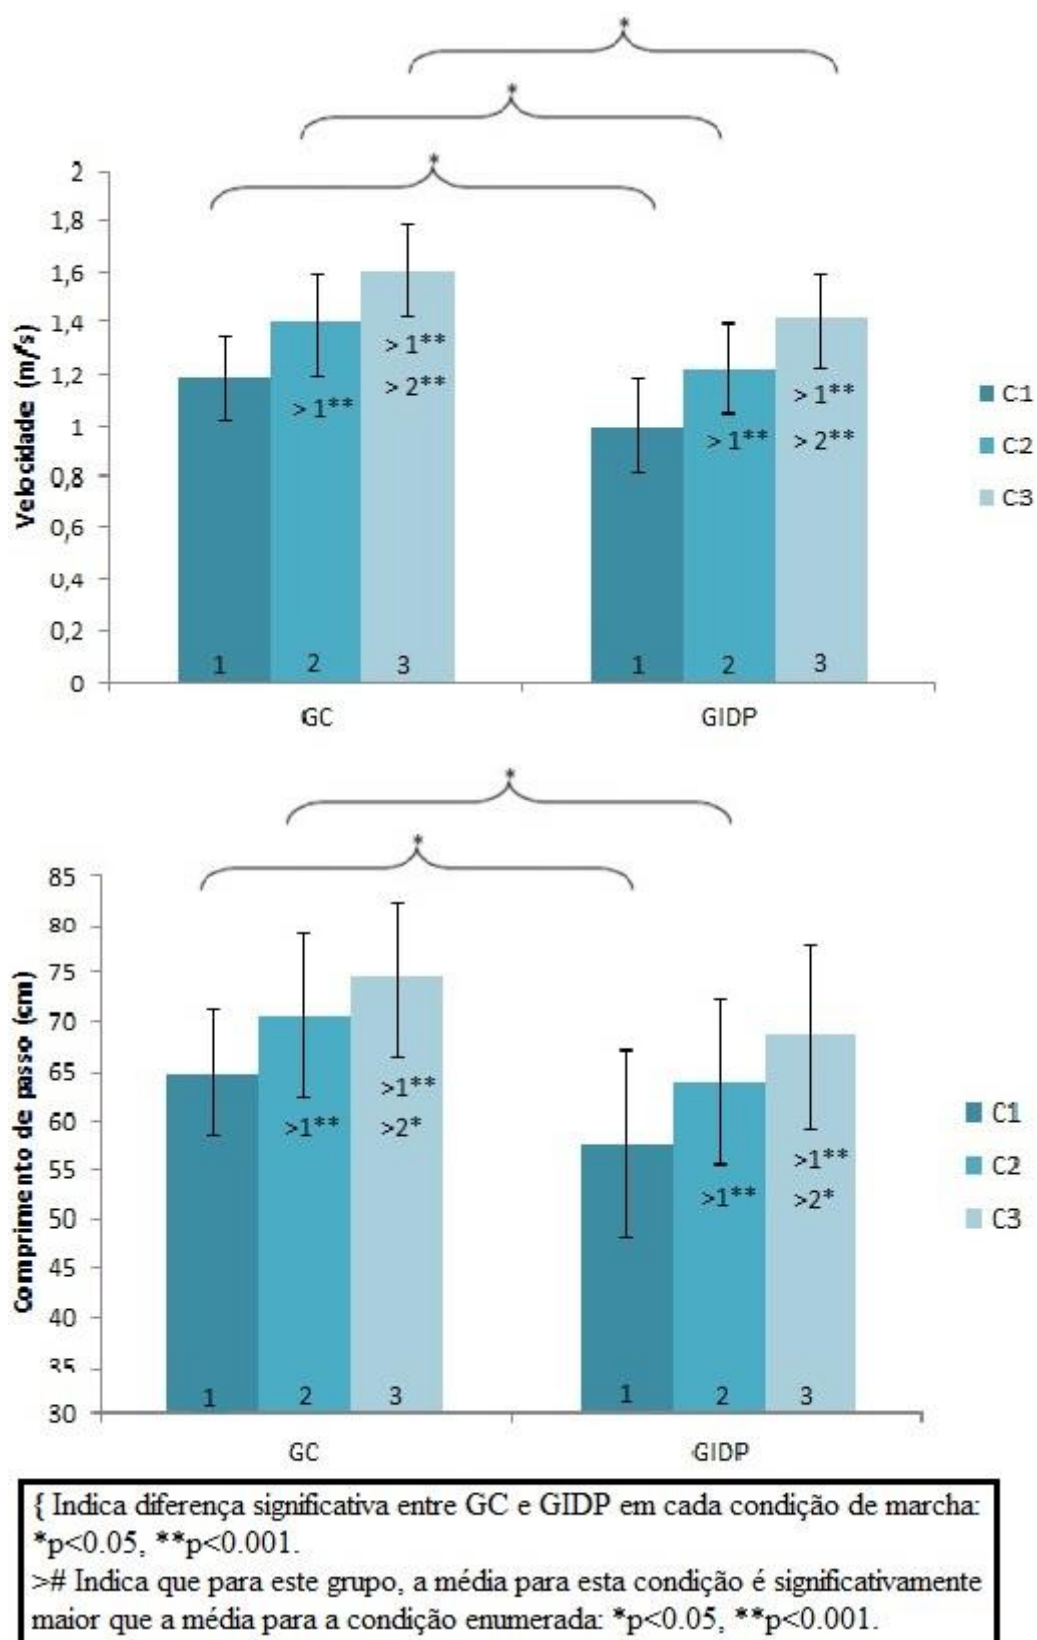 *
*
*
2
1,8
1,6
1,4
1,2
1
0,8
0,6
0,4
0,2
0
Velocidade (m/s)
> 1**
> 1**
> 2**
> 1**
> 1**
> 2**
1 2 3 1 2 3
GC GIDP
C1
C2
C3
*
*
85
80
75
70
65
60
55
50
45
40
35
30
Comprimento de passo (cm)
>1**
>1**
>2*
>1**
>1**
>2*
1 2 3 1 2 3
GC GIDP
C1
C2
C3
{ Indica diferença significativa entre GC e GIDP em cada condição de marcha:
*p<0.05, **p<0.001.
># Indica que para este grupo, a média para esta condição é significativamente
maior que a média para a condição enumerada: *p<0.05, **p<0.001.